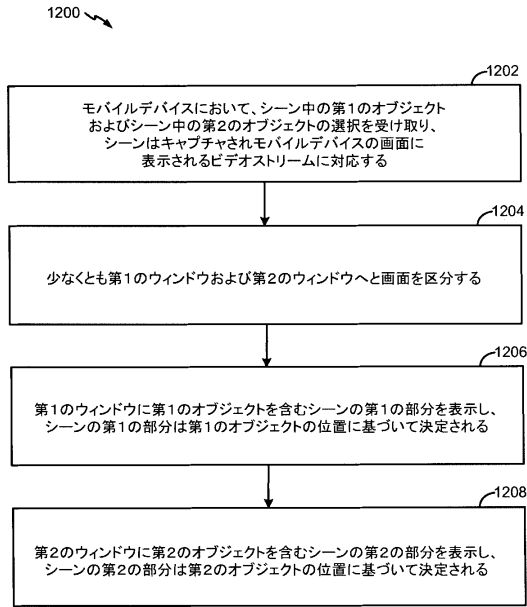 1200
1202
モバイルデバイスにおいて、シーン中の第1のオブジェクト
およびシーン中の第2のオブジェクトの選択を受け取り、
シーンはキャプチャされモバイルデバイスの画面に
表示されるビデオストリームに対応する
1204
少なくとも第1のウィンドウおよび第2のウィンドウへと画面を区分する
1206
第1のウィンドウに第1のオブジェクトを含むシーンの第1の部分を表示し、
シーンの第1の部分は第1のオブジェクトの位置に基づいて決定される
1208
第2のウィンドウに第2のオブジェクトを含むシーンの第2の部分を表示し、
シーンの第2の部分は第2のオブジェクトの位置に基づいて決定される